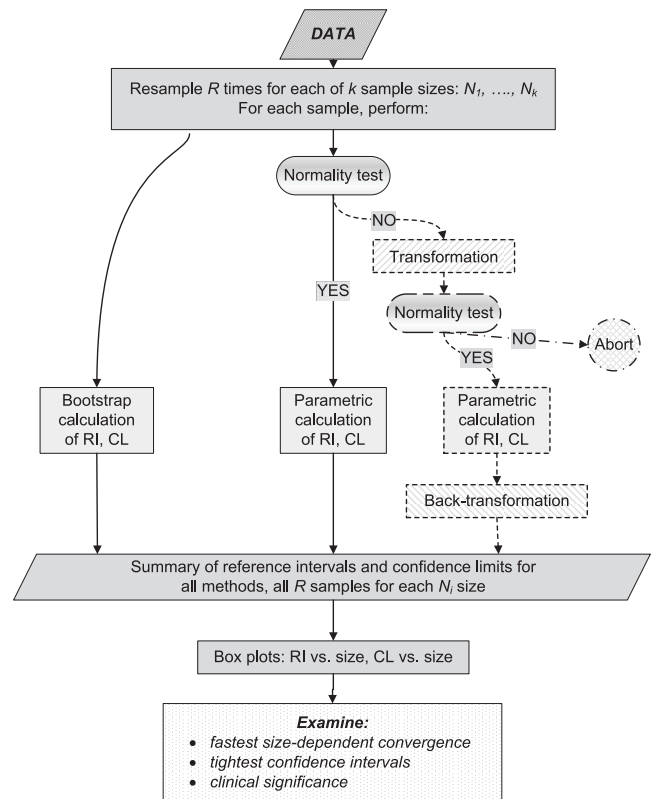 DATA
Resample R times for each of k sample sizes: N1, …., Nk
For each sample, perform:
Normality test
NO
Transformation
YES
Normality test
NO
Abort
YES
Bootstrap
calculation
of RI, CL
Parametric
calculation
of RI, CL
Parametric
calculation
of RI, CL
Back-transformation
Summary of reference intervals and confidence limits for
all methods, all R samples for each Ni size
Box plots: RI vs. size, CL vs. size
Examine:
• fastest size-dependent convergence
• tightest confidence intervals
• clinical significance